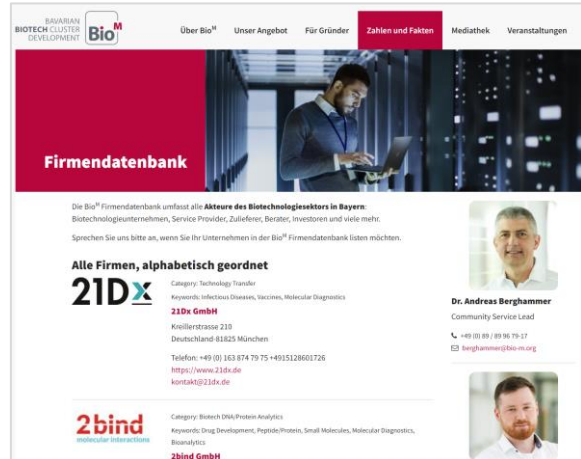 BAVARIAN
BIOTECH CLUSTER
DEVELOPMENT
Bio M
Über BioM
Unser Angebot
Für Gründer
Zahlen und Fakten
Mediathek
Veranstaltungen
Firmendatenbank
Die BioM Firmendatenbank umfasst alle Akteure des Biotechnologiesektors in Bayern:
Biotechnologieunternehmen, Service Provider, Zulieferer, Berater, Investoren und viele mehr.
Sprechen Sie uns bitte an, wenn Sie Ihr Unternehmen in der BioM Firmendatenbank listen möchten.
Alle Firmen, alphabetisch geordnet
21Dx
Category: Technology Transfer
Keywords: Infectious Diseases, Vaccines, Molecular Diagnostics
21Dx GmbH
Kreillerstrasse 210
Deutschland-81825 München
Telefon: +49 (0) 163 874 79 75 +4915128601726
https://www.21dx.de
kontakt@21dx.de
Dr. Andreas Berghammer
Community Service Lead
+49 (0) 89 / 89 96 79-17
berghammer@bio-m.org
2bind
molecular interactions
Category: Biotech DNA/Protein Analytics
Keywords: Drug Development, Peptide/Protein, Small Molecules, Molecular Diagnostics,
Bioanalytics
2bind GmbH